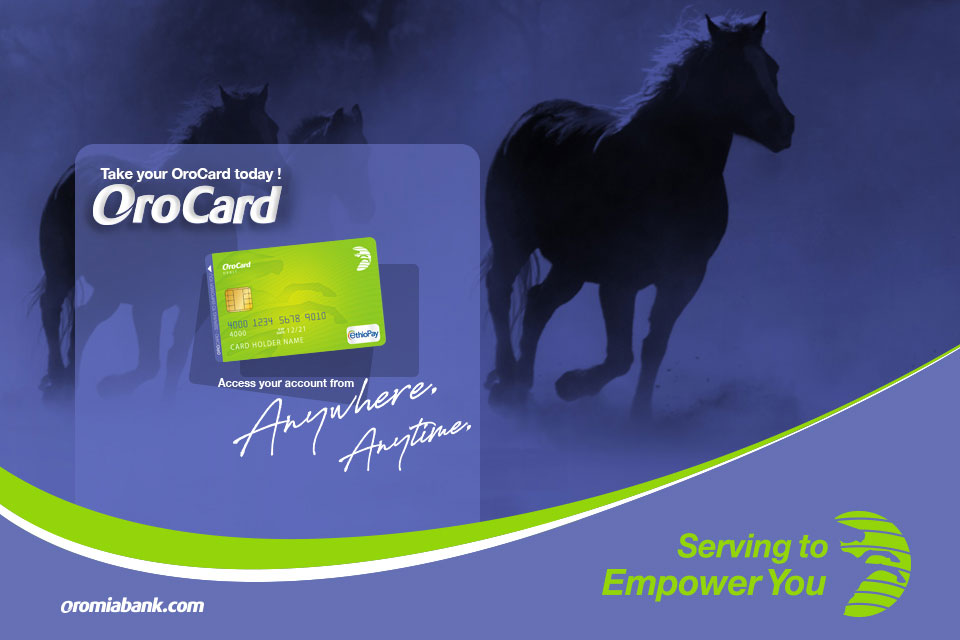 Take your OroCard today !
OroCard
OroCard
4000 1234 5678 9010
4000
12/21
CARD HOLDER NAME
ethioPay
Access your account from
Anywhere.
Anytime.
Serving to
Empower You
oromiabank.com